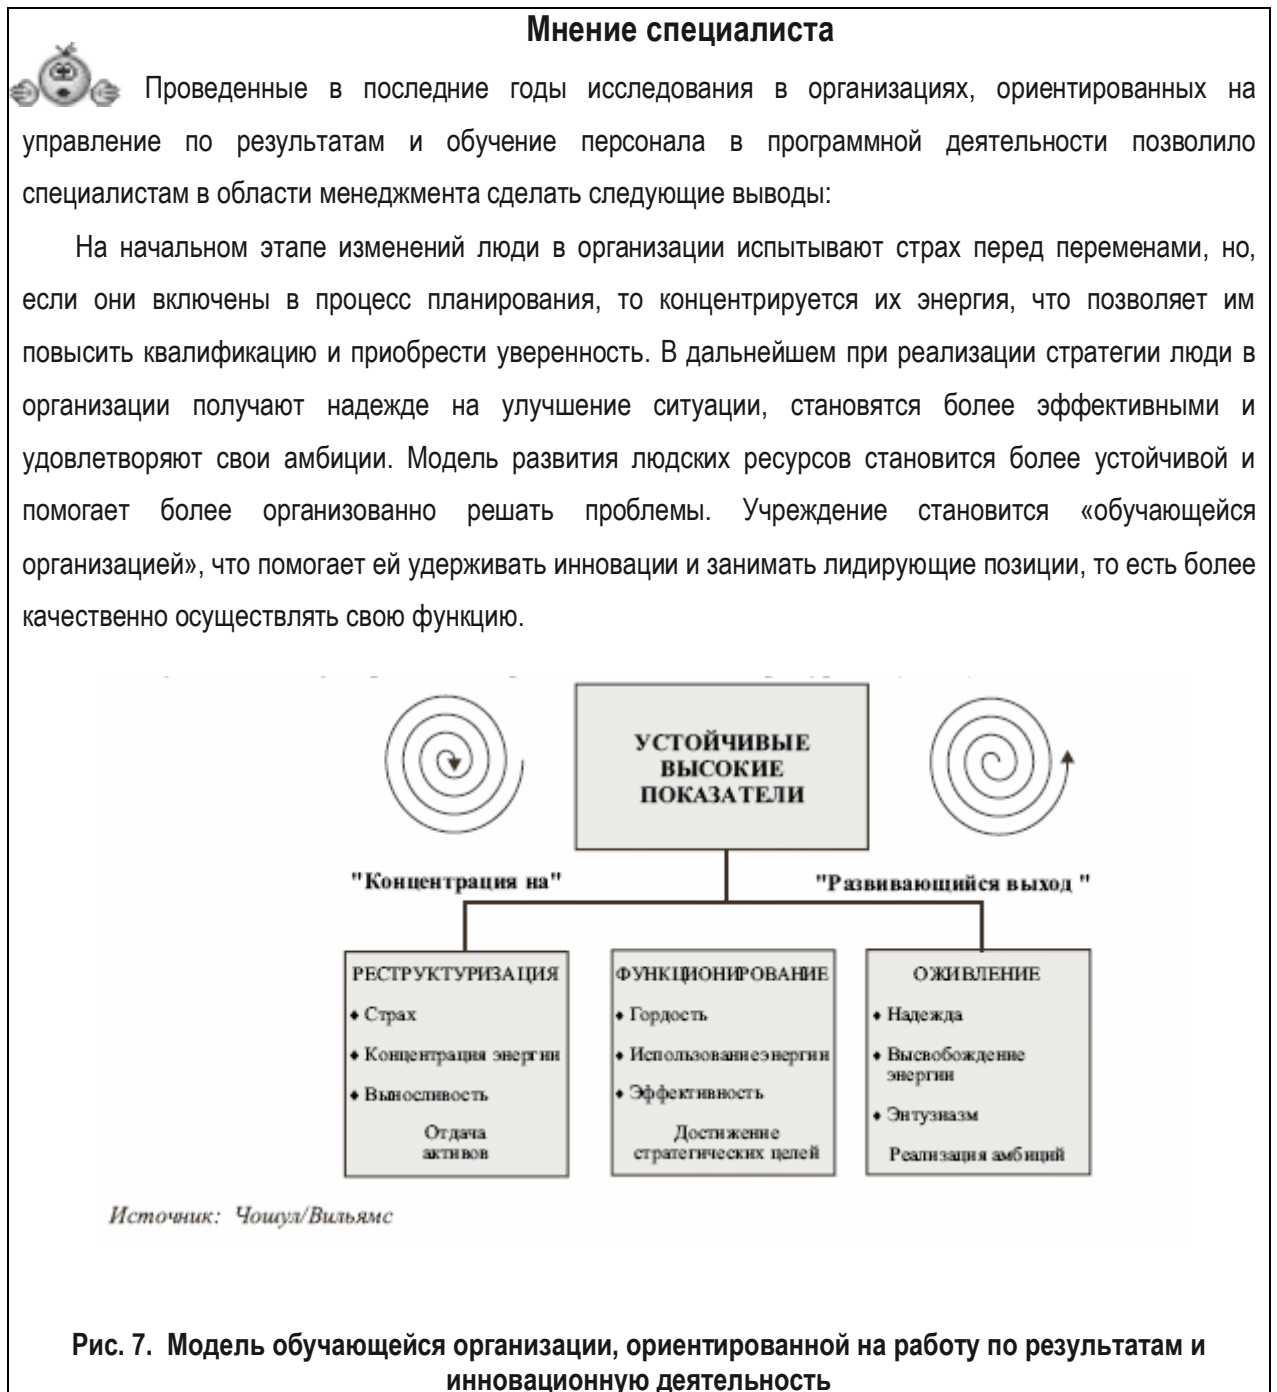 Мнение специалиста
Проведенные в последние годы исследования в организациях, ориентированных на
управление по результатам и обучение персонала в программной деятельности позволило
специалистам в области менеджмента сделать следующие выводы:
На начальном этапе изменений люди в организации испытывают страх перед переменами, но,
если они включены в процесс планирования, то концентрируется их энергия, что позволяет им
повысить квалификацию и приобрести уверенность. В дальнейшем при реализации стратегии люди в
организации получают надежде на улучшение ситуации, становятся более эффективными и
удовлетворяют свои амбиции. Модель развития людских ресурсов становится более устойчивой и
помогает более организованно решать проблемы. Учреждение становится «обучающейся
организацией», что помогает ей удерживать инновации и занимать лидирующие позиции, то есть более
качественно осуществлять свою функцию.
УСТОЙЧИВЫЕ
ВЫСОКИЕ
ПОКАЗАТЕЛИ
"Концентрация на"
"Развивающийся выход "
РЕСТРУКТУРИЗАЦИЯ
♦ Страх
♦ Концентрация энергии
♦ Выносливость
Отдача
активов
ФУНКЦИОНИРОВАНИЕ
♦ Гордость
♦ Использование энергии
♦ Эффективность
Достижение
стратегических целей
ОЖИВЛЕНИЕ
♦ Надежда
♦ Высвобождение
энергии
♦ Энтузиазм
Реализация амбиций
Источник: Чошул/Вильямс
Рис. 7. Модель обучающейся организации, ориентированной на работу по результатам и
инновационную деятельность